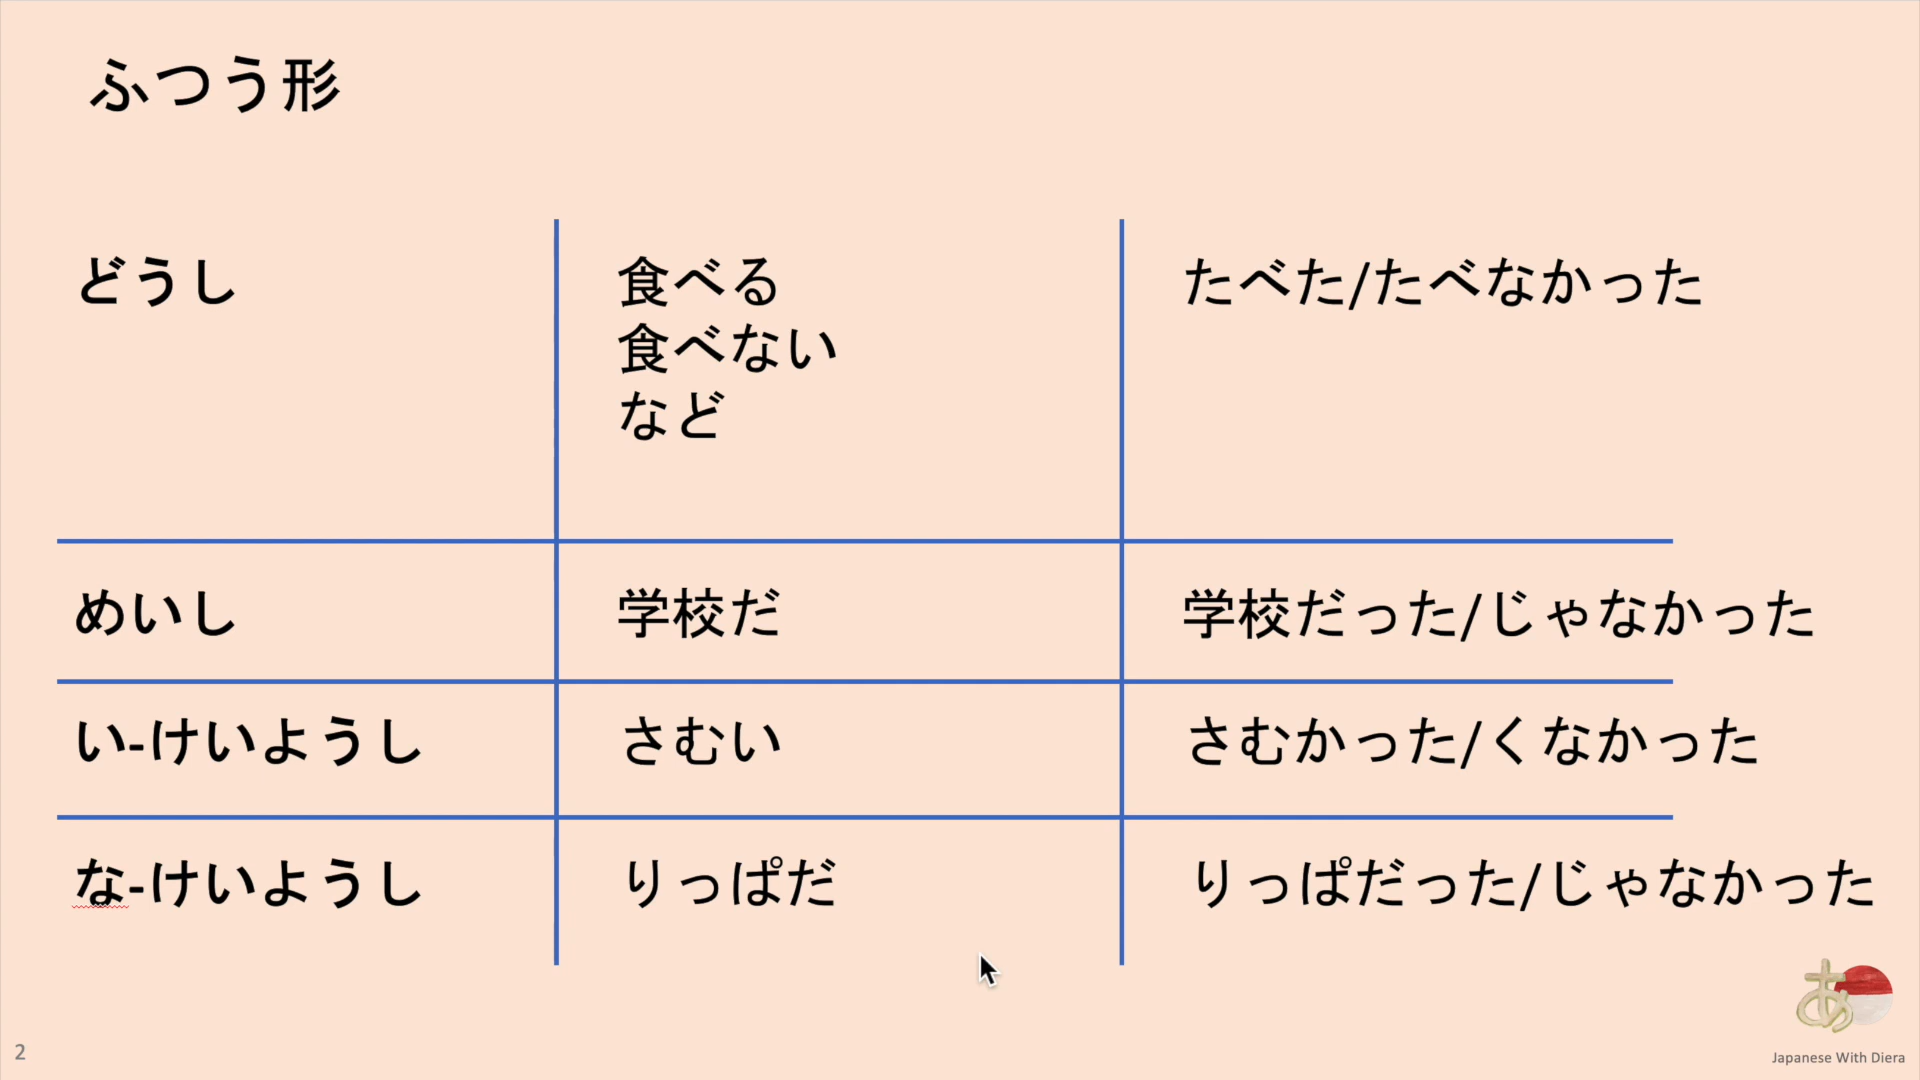 ふつう形
どうし
食べる
食べない
など
たべた/たべなかった
めいし
学校だ
学校だった/じゃなかった
い-けいようし
さむい
さむかった/くなかった
な-けいようし
りっぱだ
りっぱだった/じゃなかった
あ
2
Japanese With Diera